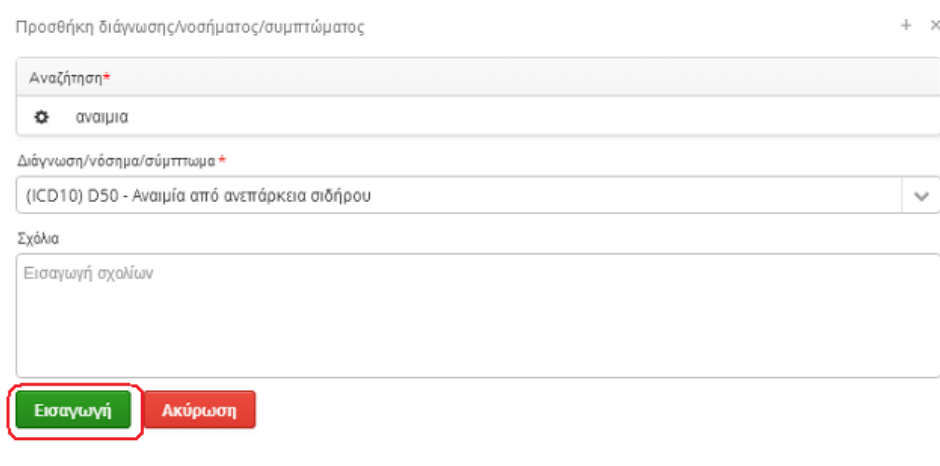 Προσθήκη διάγνωσης/νοσήματος/συμπτώματος
Αναζήτηση*
αναιμια
Διάγνωση/νόσημα/σύμπτωμα *
(ICD10) D50 - Αναιμία από ανεπάρκεια σιδήρου
Σχόλια
Εισαγωγή σχολίων
Εισαγωγή Ακύρωση